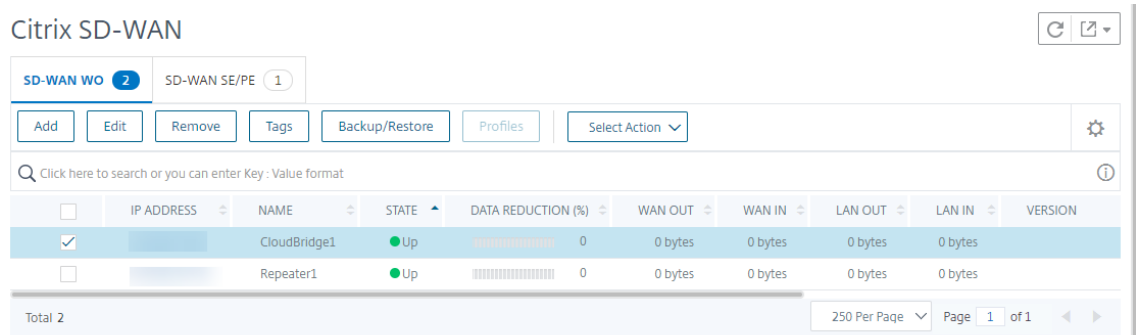 Citrix SD-WAN
SD-WAN WO 2 SD-WAN SE/PE 1
Add Edit Remove Tags Backup/Restore Profiles Select Action
Click here to search or you can enter Key : Value format
IP ADDRESS NAME STATE DATA REDUCTION (%) WAN OUT WAN IN LAN OUT LAN IN VERSION
CloudBridge1 Up 0 0 bytes 0 bytes 0 bytes 0 bytes
Repeater1 Up 0 0 bytes 0 bytes 0 bytes 0 bytes
Total 2 250 Per Page Page 1 of 1